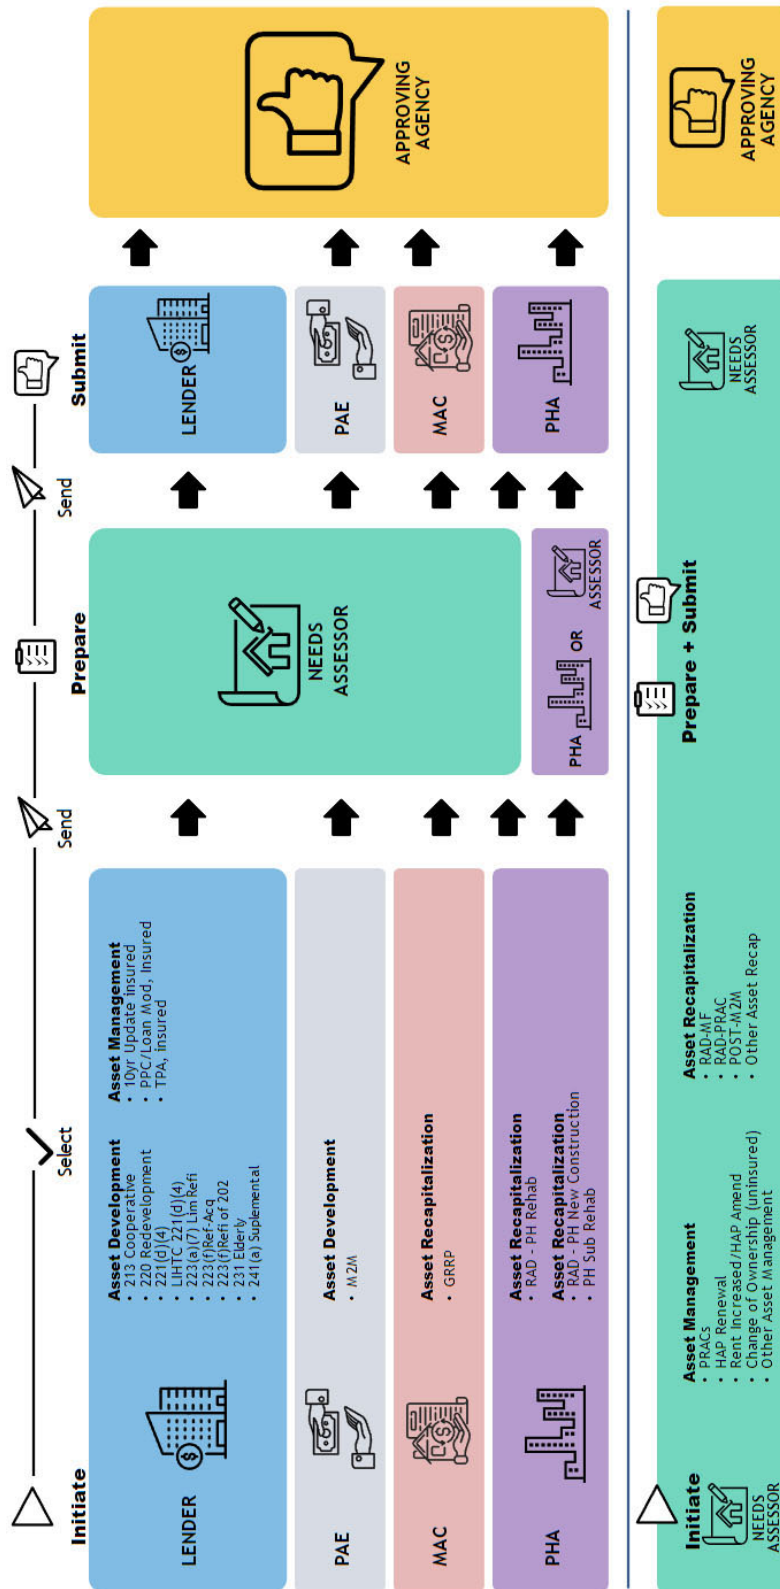 Initiate
Select
Send
Prepare
Send
Submit
LENDER
Asset Development
• 213 Cooperative
• 220 Redevelopment
• 221(d)(4)
• LIHTC 221(d)(4)
• 223(a)(7) Lim Refi
• 223(f)Ref-Acq
• 223(f)Refi of 202
• 231 Elderly
• 241(a) Suplemental
Asset Management
• 10yr Update insured
• PPC/Loan Mod, Insured
• TPA, insured
PAE
Asset Development
• M2M
MAC
Asset Recapitalization
• GRRP
PHA
Asset Recapitalization
• RAD - PH Rehab
Asset Recapitalization
• RAD - PH New Construction
• PH Sub Rehab
NEEDS
ASSESSOR
PHA
OR
ASSESSOR
LENDER
PAE
MAC
PHA
APPROVING
AGENCY
Initiate
NEEDS
ASSESSOR
Asset Management
• PRACs
• HAP Renewal
• Rent Increased/HAP Amend
• Change of Ownership (uninsured)
• Other Asset Management
Asset Recapitalization
• RAD-MF
• RAD-PRAC
• POST-M2M
• Other Asset Recap
Prepare + Submit
NEEDS
ASSESSOR
APPROVING
AGENCY